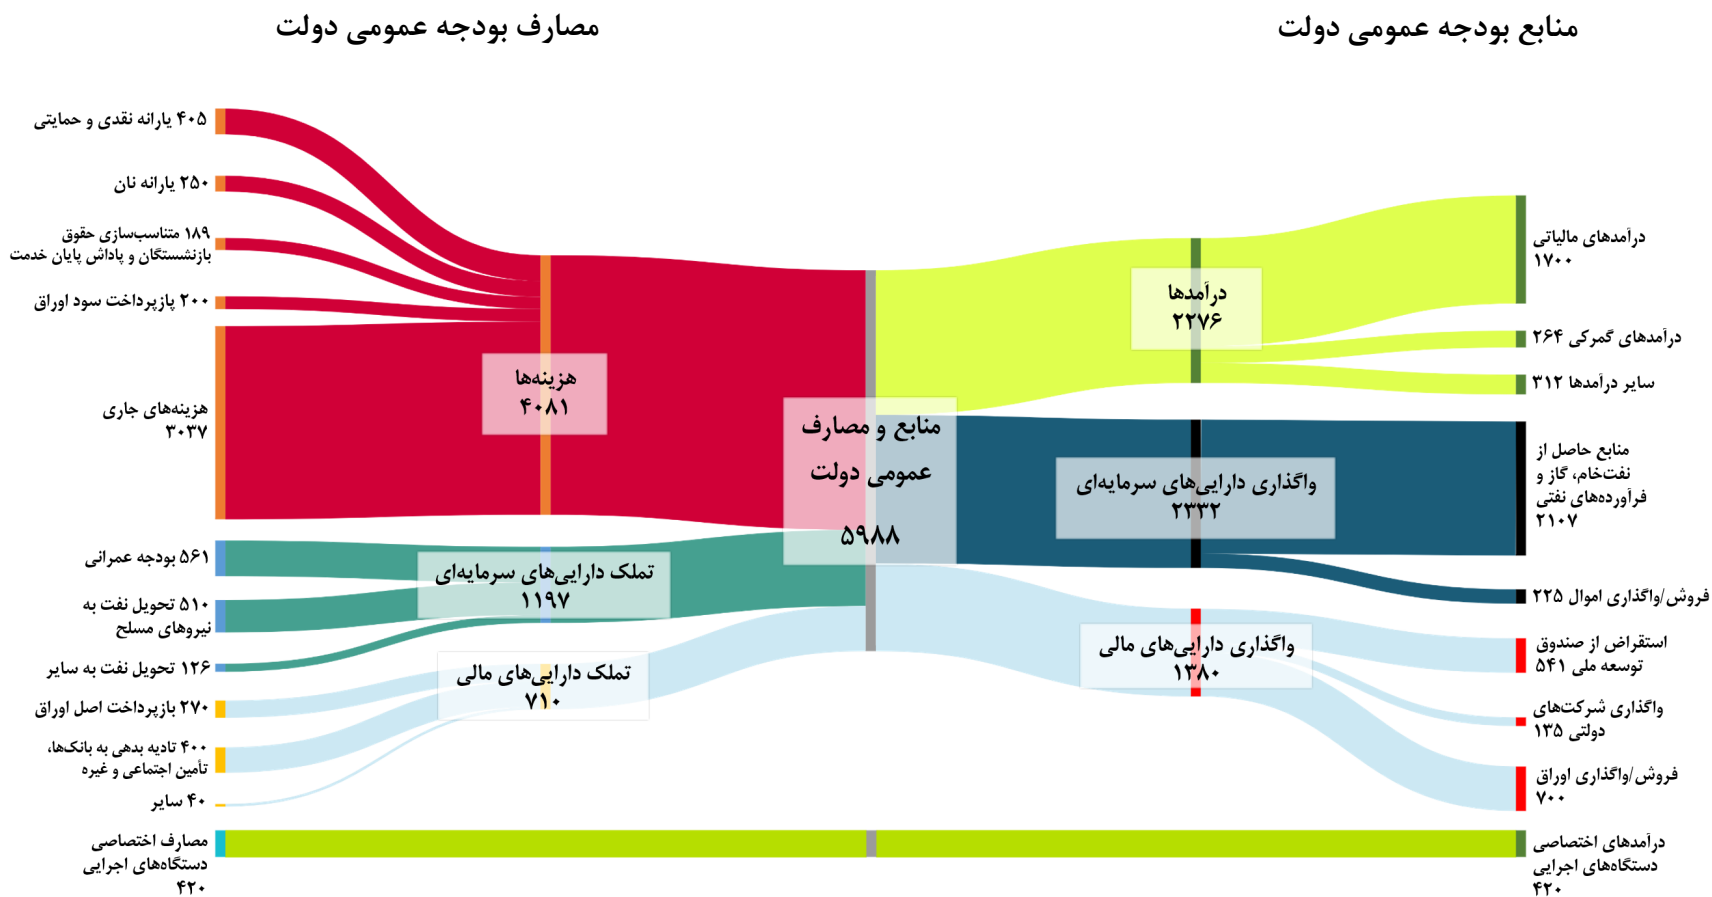 منابع بودجه عمومی دولت
مصارف بودجه عمومی دولت
درآمدهای مالیاتی
۱۷۰۰
درآمدهای گمرکی ۲۶۴
سایر درآمدها ۳۱۲
منابع حاصل از
نفت‌خام، گاز و
فرآورده‌های نفتی
۲۱۰۷
فروش/واگذاری اموال ۲۲۵
استقراض از صندوق
توسعه ملی ۵۴۱
واگذاری شرکت‌های
دولتی ۱۳۵
فروش/واگذاری اوراق
۷۰۰
درآمدهای اختصاصی
دستگاه‌های اجرایی
۴۲۰
درآمدها
۲۲۷۶
واگذاری دارایی‌های سرمایه‌ای
۲۳۳۲
واگذاری دارایی‌های مالی
۱۳۸۰
منابع و مصارف
عمومی دولت
۵۹۸۸
هزینه‌ها
۴۰۸۱
تملک دارایی‌های سرمایه‌ای
۱۱۹۷
تملک دارایی‌های مالی
۷۱۰
۴۰۵ یارانه نقدی و حمایتی
۲۵۰ یارانه نان
۱۸۹ متناسب‌سازی حقوق
بازنشستگان و پاداش پایان خدمت
۲۰۰ پازپرداخت سود اوراق
هزینه‌های جاری
۳۰۳۷
۵۶۱ بودجه عمرانی
۵۱۰ تحویل نفت به
نیروهای مسلح
۱۲۶ تحویل نفت به سایر
۲۷۰ بازپرداخت اصل اوراق
۴۰۰ تادیه بدهی به بانک‌ها،
تأمین اجتماعی و غیره
۴۰ سایر
مصارف اختصاصی
دستگاه‌های اجرایی
۴۲۰